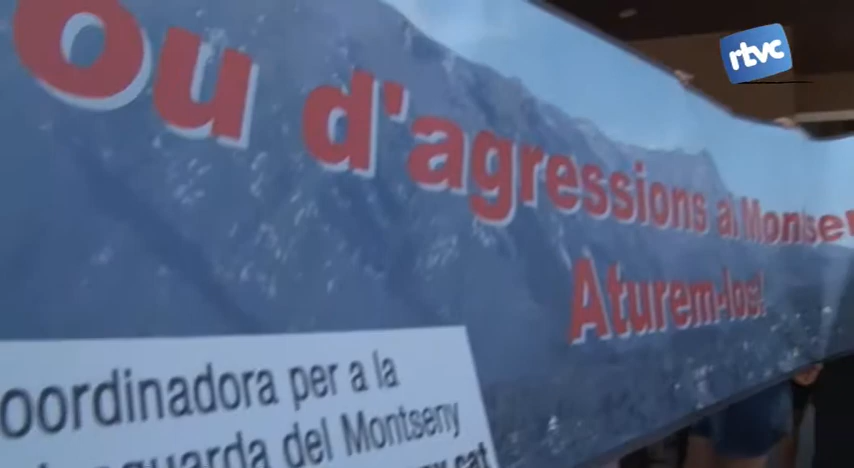 rtvc
ou d'agressions al Montse
Aturem-los!
oordinadora per a la
guarda del Montseny